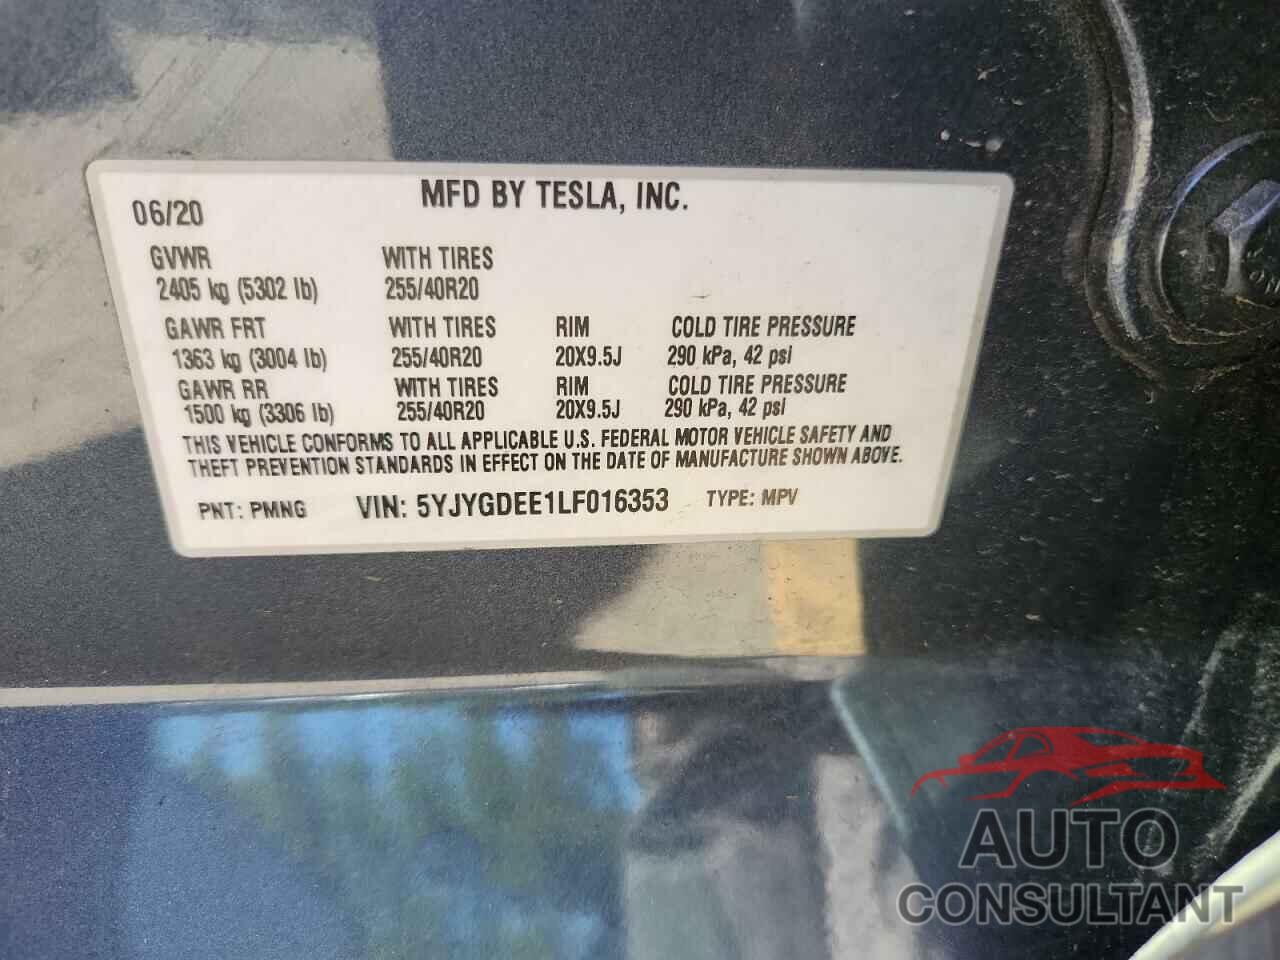 MFD BY TESLA, INC.
06/20
GVWR WITH TIRES
2405 kg (5302 lb) 255/40R20
GAWR FRT WITH TIRES RIM COLD TIRE PRESSURE
1363 kg (3004 lb) 255/40R20 20X9.5J 290 kPa, 42 psi
GAWR RR WITH TIRES RIM COLD TIRE PRESSURE
1500 kg (3306 lb) 255/40R20 20X9.5J 290 kPa, 42 psi
THIS VEHICLE CONFORMS TO ALL APPLICABLE U.S. FEDERAL MOTOR VEHICLE SAFETY AND
THEFT PREVENTION STANDARDS IN EFFECT ON THE DATE OF MANUFACTURE SHOWN ABOVE.
PNT: PMNG VIN: 5YJYGDEE1LF016353 TYPE: MPV
AUTO
CONSULTANT